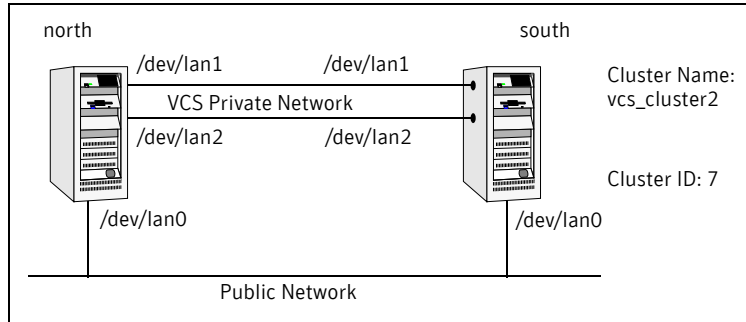 north
south
/dev/lan1
/dev/lan1
Cluster Name:
vcs_cluster2
VCS Private Network
/dev/lan2
/dev/lan2
Cluster ID: 7
/dev/lan0
/dev/lan0
Public Network